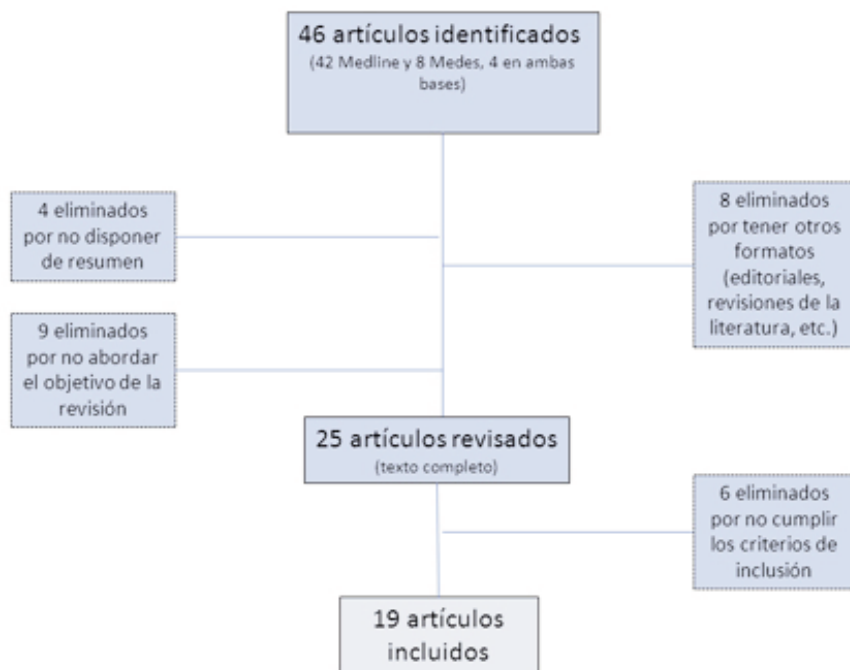 46 artículos identificados
(42 Medline y 8 Medes, 4 en ambas
bases)
4 eliminados
por no disponer
de resumen
8 eliminados
por tener otros
formatos
(editoriales,
revisiones de la
literatura, etc.)
9 eliminados
por no abordar
el objetivo de la
revisión
25 artículos revisados
(texto completo)
6 eliminados
por no cumplir
los criterios de
inclusión
19 artículos
incluidos